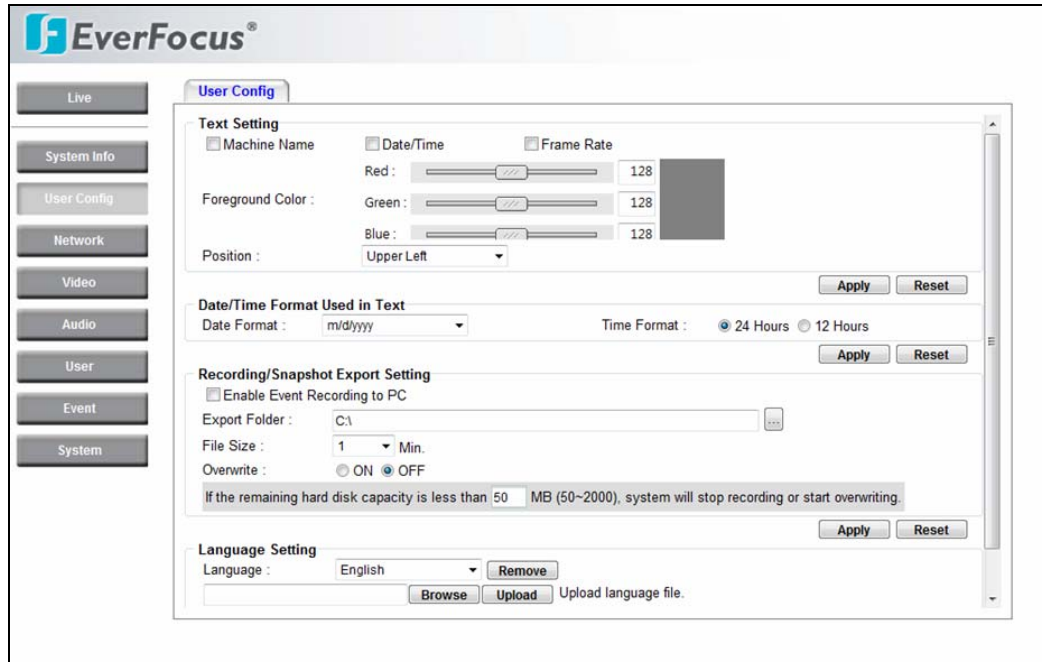 EverFocus®
Live
System Info
User Config
Network
Video
Audio
User
Event
System
User Config
Text Setting
Machine Name Date/Time Frame Rate
Foreground Color :
Red : 128
Green : 128
Blue : 128
Position : Upper Left
Apply Reset
Date/Time Format Used in Text
Date Format : m/d/yyyy Time Format : 24 Hours 12 Hours
Apply Reset
Recording/Snapshot Export Setting
Enable Event Recording to PC
Export Folder : C:\ ...
File Size : 1 Min.
Overwrite : ON OFF
If the remaining hard disk capacity is less than 50 MB (50~2000), system will stop recording or start overwriting.
Apply Reset
Language Setting
Language : English Remove
Browse Upload Upload language file.